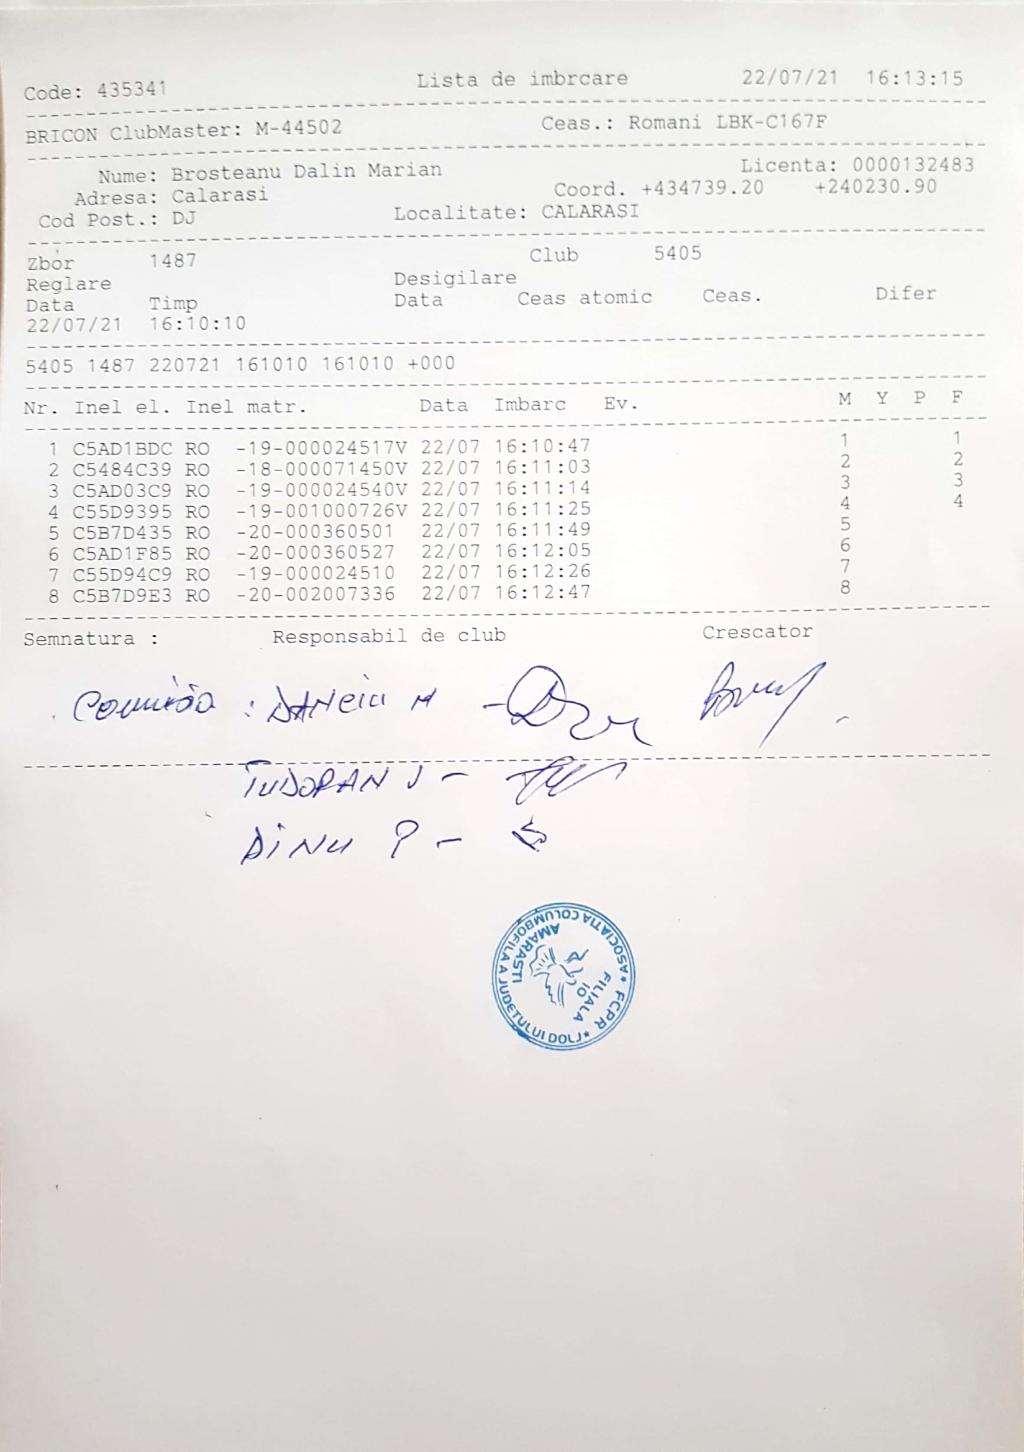 Code: 435341 Lista de imbrcare 22/07/21 16:13:15
BRICON ClubMaster: M-44502 Ceas.: Romani LBK-C167F
Nume: Brosteanu Dalin Marian Licenta: 0000132483
Adresa: Calarasi Coord. +434739.20 +240230.90
Cod Post.: DJ Localitate: CALARASI
Zbor 1487 Club 5405
Reglare Desigilare
Data Timp Data Ceas atomic Ceas. Difer
22/07/21 16:10:10
5405 1487 220721 161010 161010 +000
Nr. Inel el. Inel matr. Data Imbarc Ev. M Y P F
1 C5AD1BDC RO -19-000024517V 22/07 16:10:47 1 1
2 C5484C39 RO -18-000071450V 22/07 16:11:03 2 2
3 C5AD03C9 RO -19-000024540V 22/07 16:11:14 3 3
4 C55D9395 RO -19-001000726V 22/07 16:11:25 4 4
5 C5B7D435 RO -20-000360501 22/07 16:11:49 5
6 C5AD1F85 RO -20-000360527 22/07 16:12:05 6
7 C55D94C9 RO -19-000024510 22/07 16:12:26 7
8 C5B7D9E3 RO -20-002007336 22/07 16:12:47 8
Semnatura : Responsabil de club Crescator
: DANCIU M -
TUDORAN J -
DINU P -
ASOCIATIA COLUMBOFILA A JUDETULUI DOLJ * FCPR *
AMARASTI
FILIALA
10